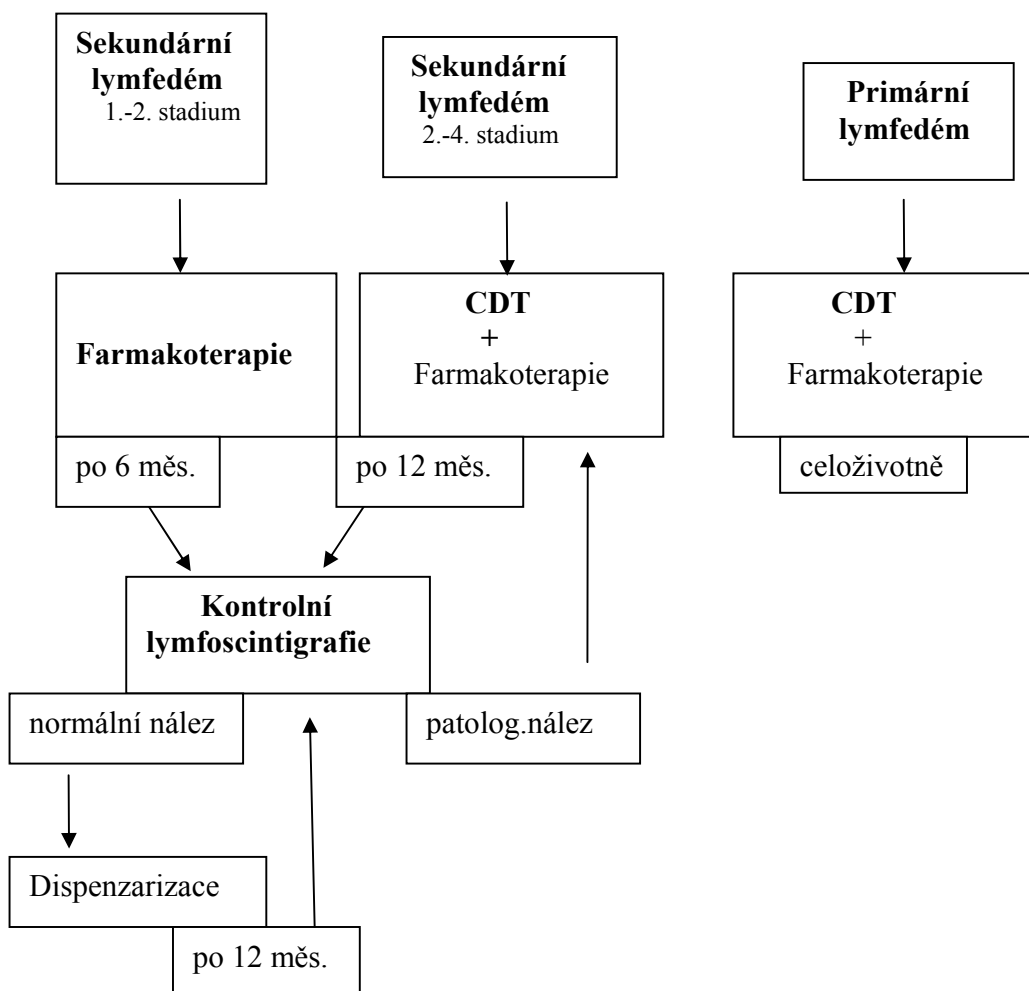 Sekundární
lymfedém
1.-2. stadium
Sekundární
lymfedém
2.-4. stadium
Primární
lymfedém
Farmakoterapie
CDT
+
Farmakoterapie
CDT
+
Farmakoterapie
po 6 měs.
po 12 měs.
celoživotně
Kontrolní
lymfoscintigrafie
normální nález
patolog.nález
Dispenzarizace
po 12 měs.